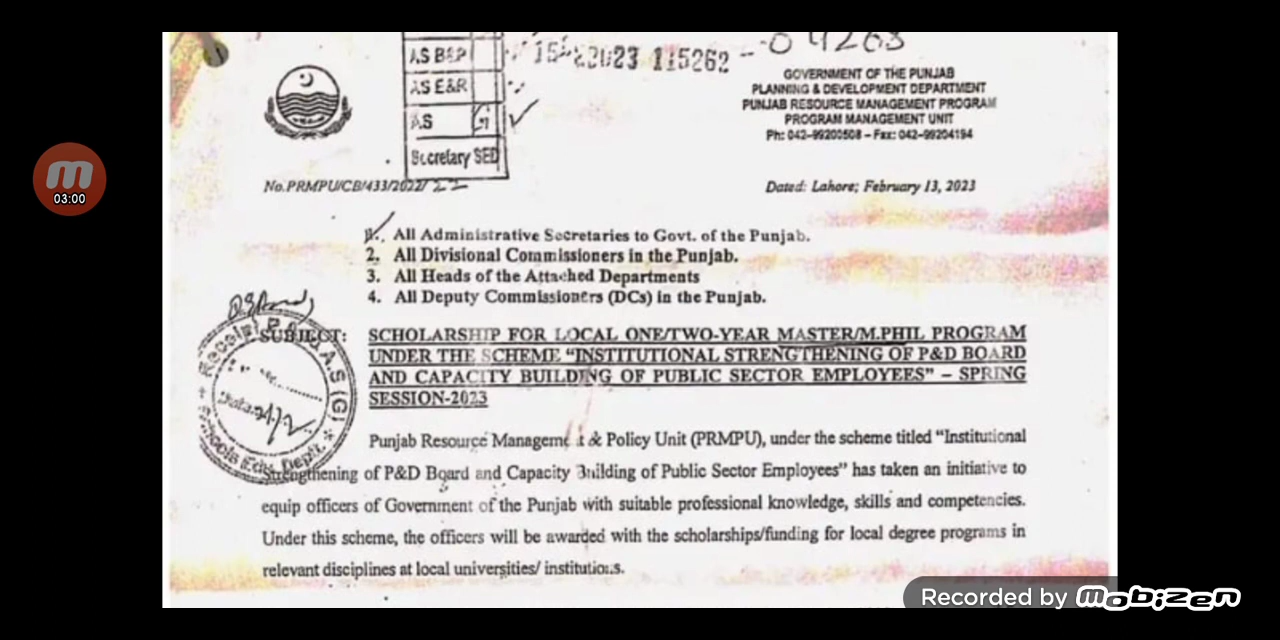 AS B&P
15 2023 115262 - 04263
AS E&R
AS G
Secretary SED
GOVERNMENT OF THE PUNJAB
PLANNING & DEVELOPMENT DEPARTMENT
PUNJAB RESOURCE MANAGEMENT PROGRAM
PROGRAM MANAGEMENT UNIT
Ph: 042-99200508 - Fax: 042-99204194
03:00
No.PRMPU/CB/433/2022/22
Dated: Lahore; February 13, 2023
1. All Administrative Secretaries to Govt. of the Punjab.
2. All Divisional Commissioners in the Punjab.
3. All Heads of the Attached Departments
4. All Deputy Commissioners (DCs) in the Punjab.
SUBJECT: SCHOLARSHIP FOR LOCAL ONE/TWO-YEAR MASTER/M.PHIL PROGRAM
UNDER THE SCHEME "INSTITUTIONAL STRENGTHENING OF P&D BOARD
AND CAPACITY BUILDING OF PUBLIC SECTOR EMPLOYEES" – SPRING
SESSION-2023
Receipt P.A A.S (G)
Schools Edu. Deptt.
Punjab Resource Management & Policy Unit (PRMPU), under the scheme titled "Institutional
Strengthening of P&D Board and Capacity Building of Public Sector Employees" has taken an initiative to
equip officers of Government of the Punjab with suitable professional knowledge, skills and competencies.
Under this scheme, the officers will be awarded with the scholarships/funding for local degree programs in
relevant disciplines at local universities/ institutions.
Recorded by mobizen